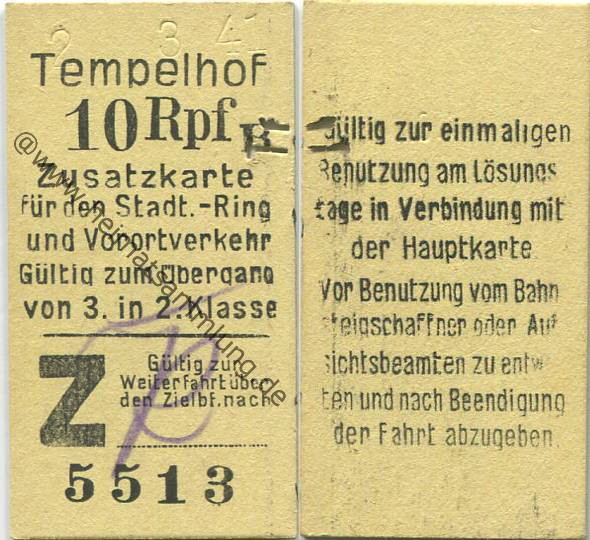 2 3 41
Tempelhof
10 Rpf B
Zusatzkarte
für den Stadt.-Ring
und Vorortverkehr
Gültig zum Übergang
von 3. in 2. Klasse
Z
Gültig zur
Weiterfahrt über
den Zielbf. nach
5513
@www.heimatsammlung.de
Gültig zur einmaligen
Benutzung am Lösungs
tage in Verbindung mit
der Hauptkarte
Vor Benutzung vom Bahn
steigschaffner oder Auf
sichtsbeamten zu entw
ten und nach Beendigung
der Fahrt abzugeben.